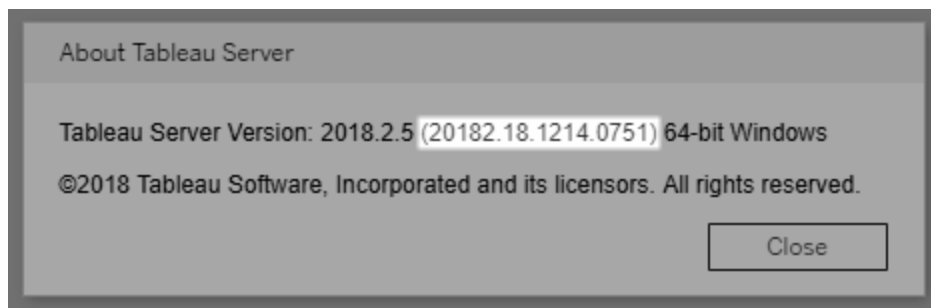 About Tableau Server
Tableau Server Version: 2018.2.5 (20182.18.1214.0751) 64-bit Windows
©2018 Tableau Software, Incorporated and its licensors. All rights reserved.
Close